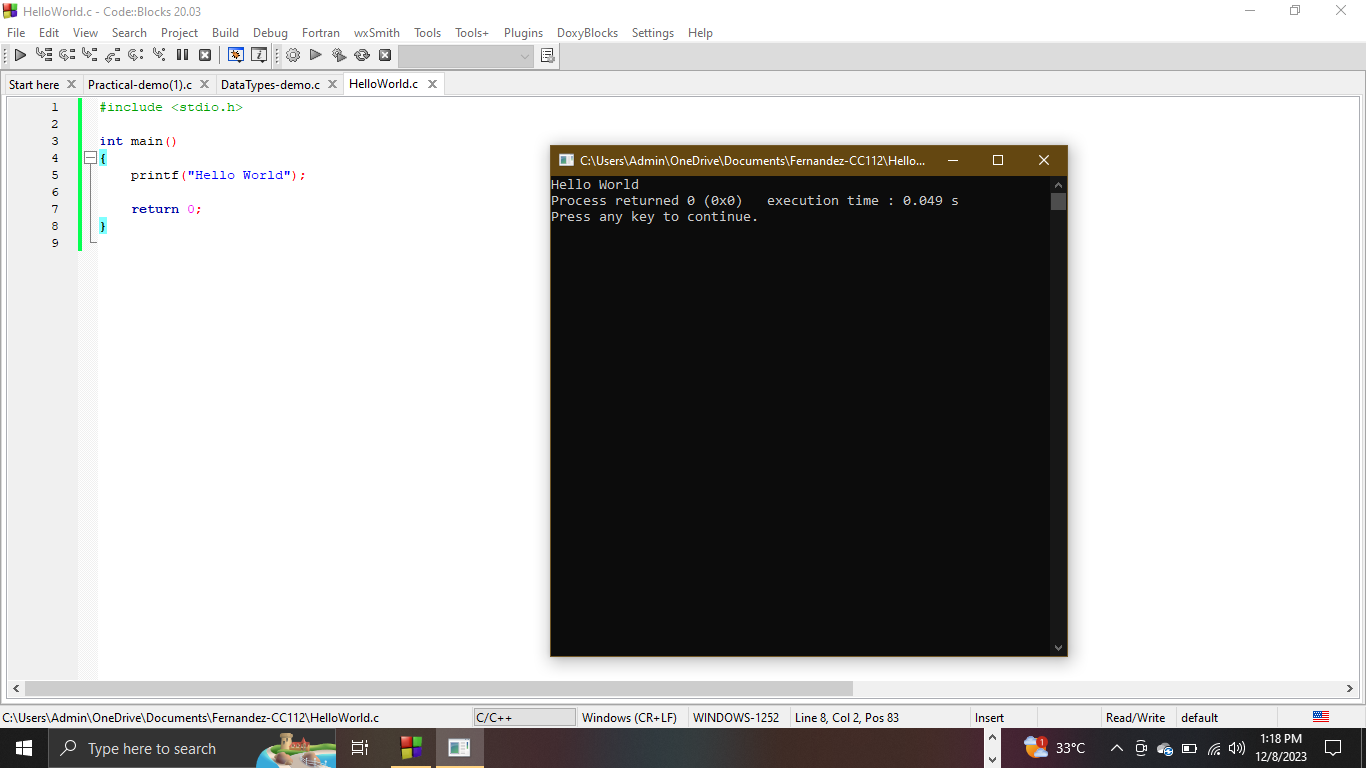 HelloWorld.c - Code::Blocks 20.03
File Edit View Search Project Build Debug Fortran wxSmith Tools Tools+ Plugins DoxyBlocks Settings Help
Start here Practical-demo(1).c DataTypes-demo.c HelloWorld.c
1 #include <stdio.h>
2
3 int main()
4 {
5 printf("Hello World");
6
7 return 0;
8 }
9
C:\Users\Admin\OneDrive\Documents\Fernandez-CC112\Hello...
Hello World
Process returned 0 (0x0) execution time : 0.049 s
Press any key to continue.
C:\Users\Admin\OneDrive\Documents\Fernandez-CC112\HelloWorld.c C/C++ Windows (CR+LF) WINDOWS-1252 Line 8, Col 2, Pos 83 Insert Read/Write default
Type here to search 1 33°C 1:18 PM
12/8/2023